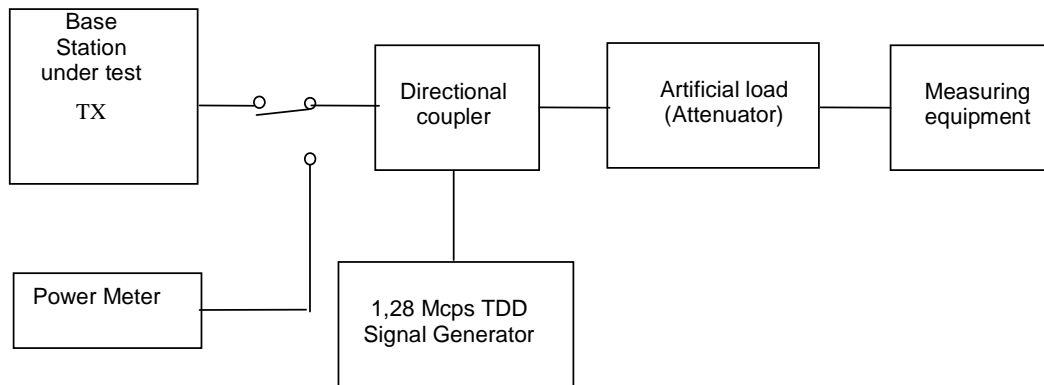 Base
Station
under test
TX
Directional
coupler
Artificial load
(Attenuator)
Measuring
equipment
Power Meter
1,28 Mcps TDD
Signal Generator